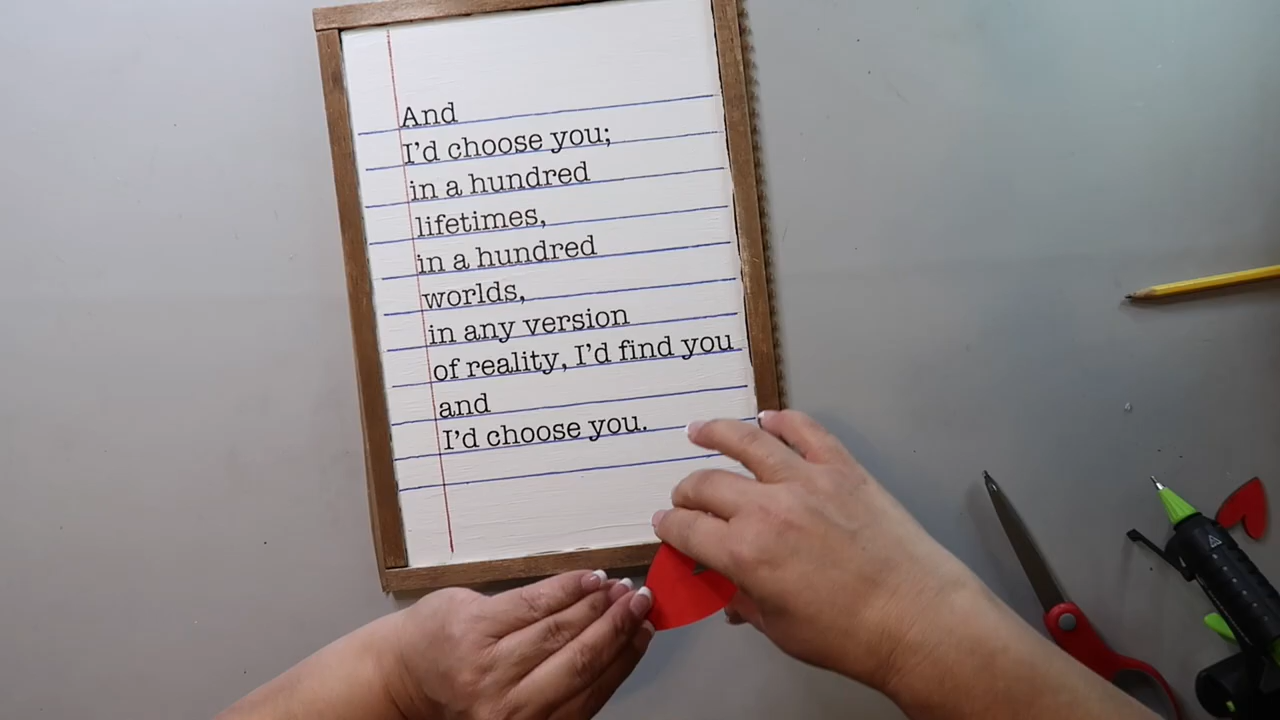 And
I'd choose you;
in a hundred
lifetimes,
in a hundred
worlds,
in any version
of reality, I'd find you
and
I'd choose you.